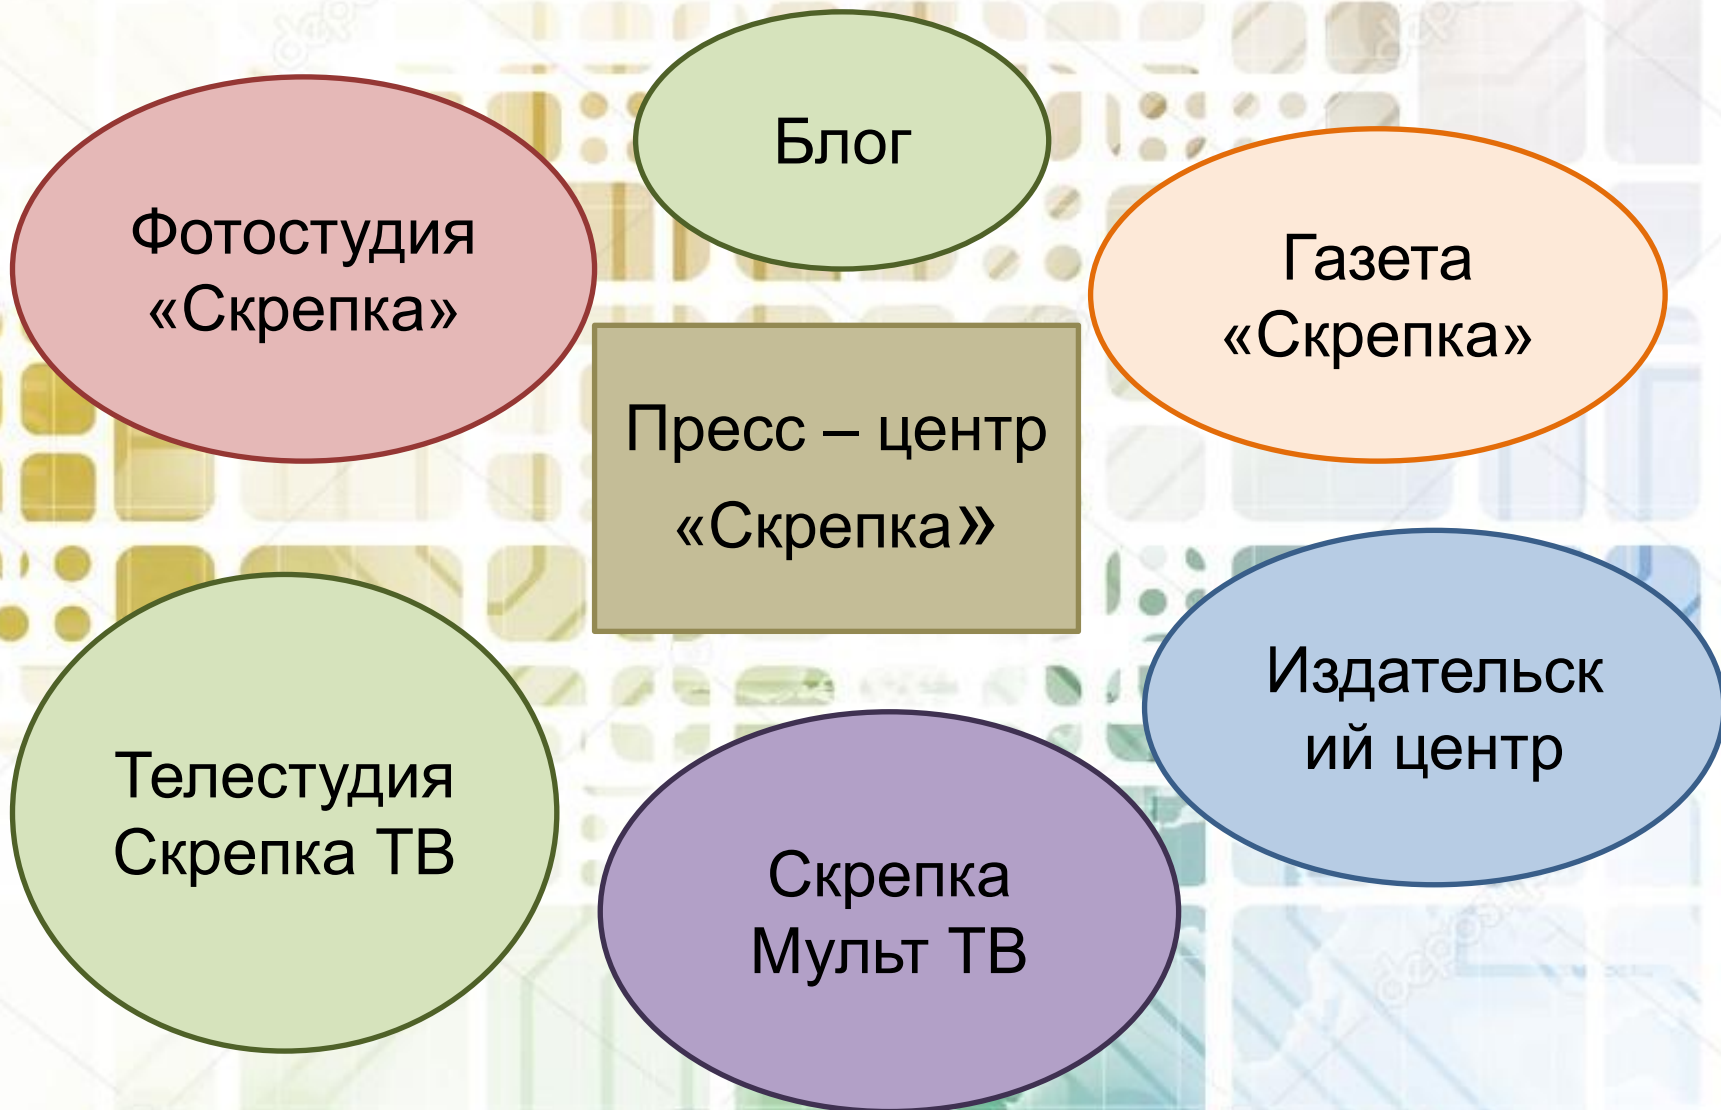 Блог
Фотостудия
«Скрепка»
Газета
«Скрепка»
Пресс – центр
«Скрепка»
Издательск
ий центр
Телестудия
Скрепка ТВ
Скрепка
Мульт ТВ